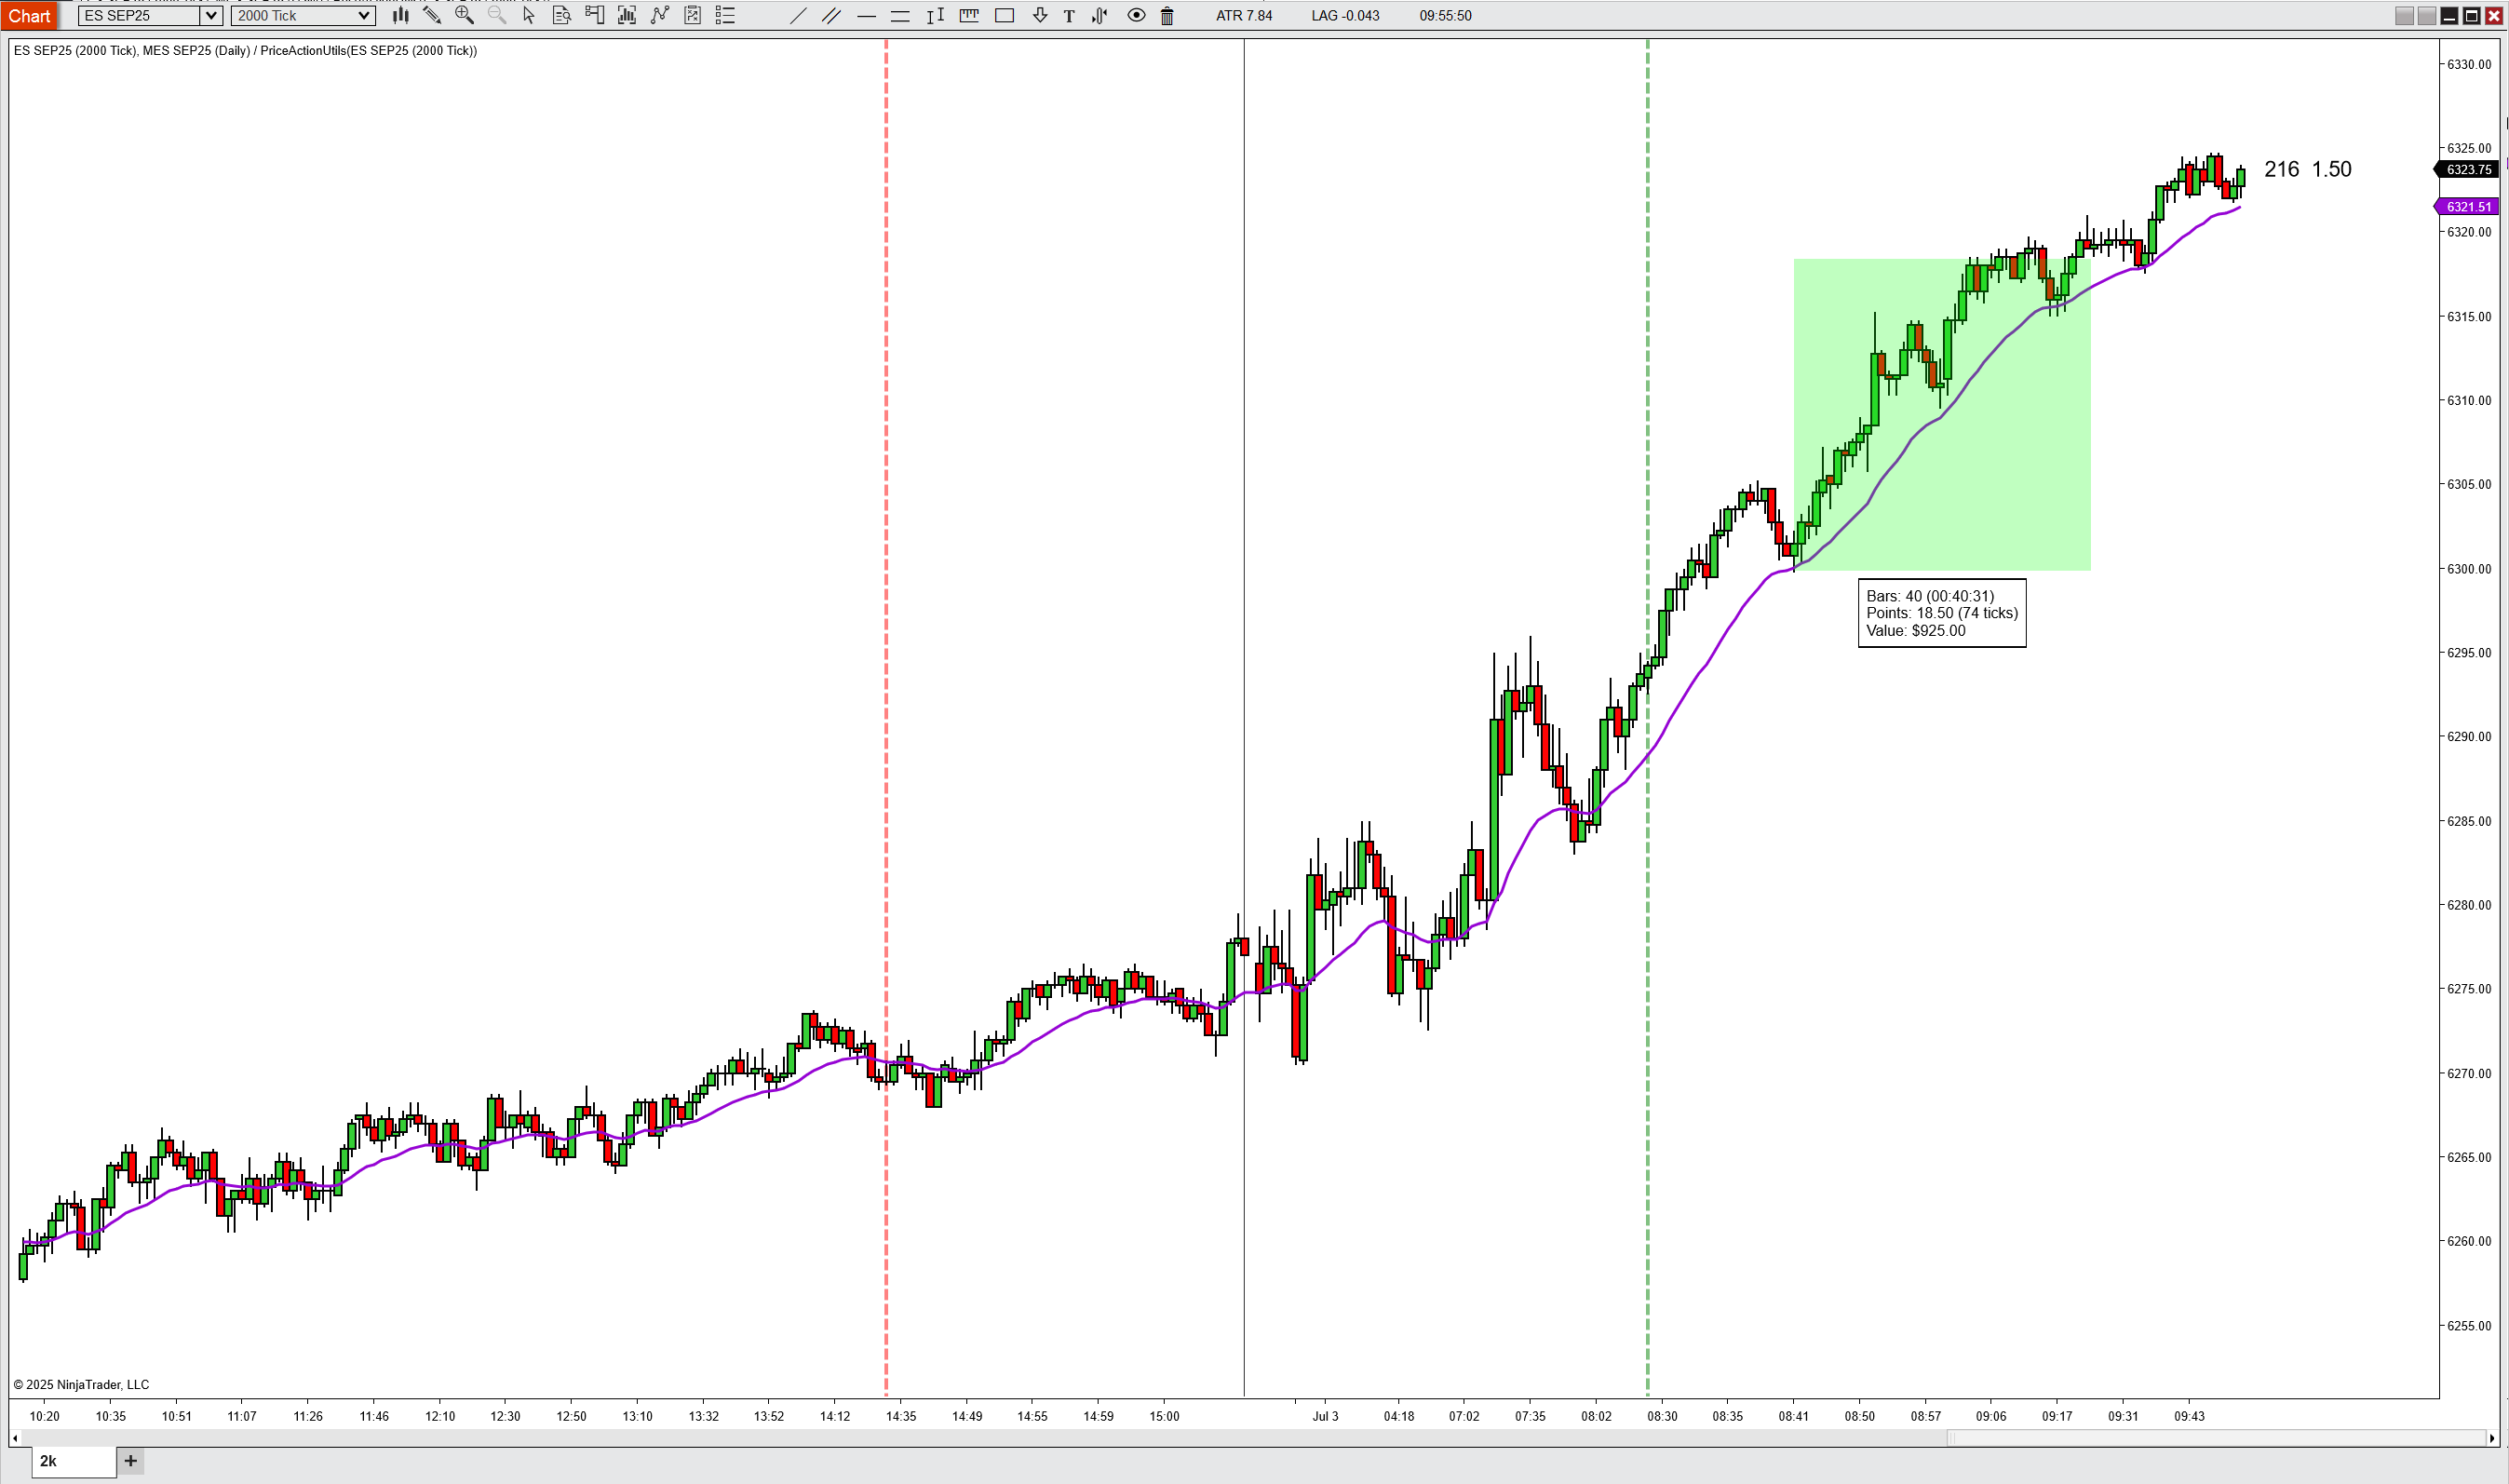 Chart
ES SEP25
2000 Tick
ATR 7.84
LAG -0.043
09:55:50
ES SEP25 (2000 Tick), MES SEP25 (Daily) / PriceActionUtils(ES SEP25 (2000 Tick))
6330.00
6325.00
216 1.50
6323.75
6321.51
6320.00
6315.00
6310.00
6305.00
6300.00
Bars: 40 (00:40:31)
Points: 18.50 (74 ticks)
Value: $925.00
6295.00
6290.00
6285.00
6280.00
6275.00
6270.00
6265.00
6260.00
6255.00
© 2025 NinjaTrader, LLC
10:20 10:35 10:51 11:07 11:26 11:46 12:10 12:30 12:50 13:10 13:32 13:52 14:12 14:35 14:49 14:55 14:59 15:00 Jul 3 04:18 07:02 07:35 08:02 08:30 08:35 08:41 08:50 08:57 09:06 09:17 09:31 09:43
2k
+